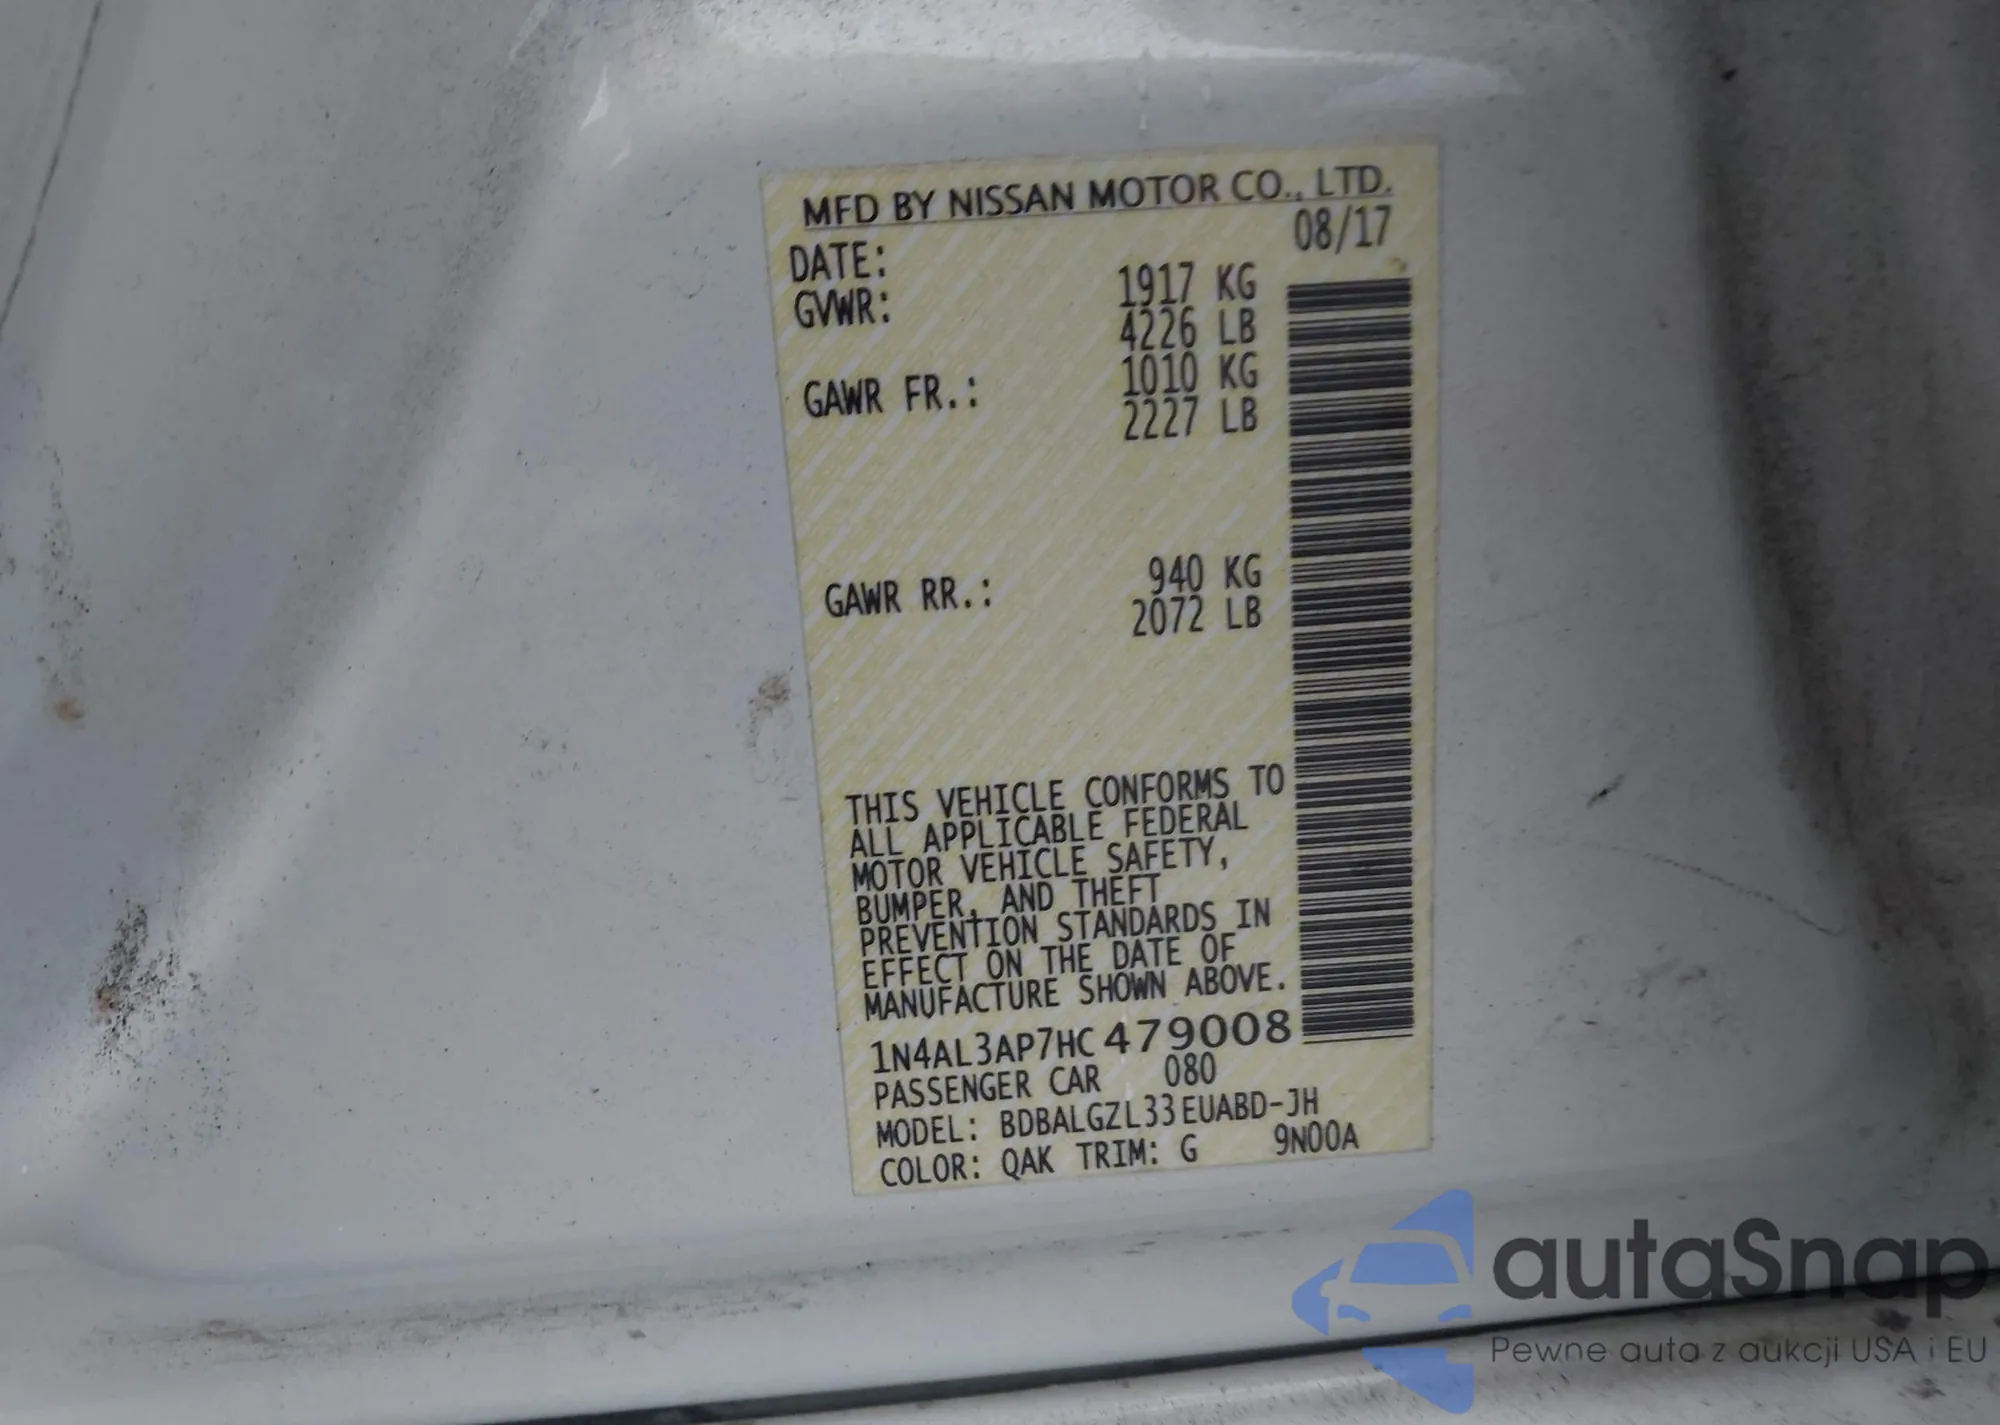 MFD BY NISSAN MOTOR CO., LTD.
DATE: 08/17
GVWR: 1917 KG
4226 LB
GAWR FR.: 1010 KG
2227 LB
GAWR RR.: 940 KG
2072 LB
THIS VEHICLE CONFORMS TO
ALL APPLICABLE FEDERAL
MOTOR VEHICLE SAFETY,
BUMPER, AND THEFT
PREVENTION STANDARDS IN
EFFECT ON THE DATE OF
MANUFACTURE SHOWN ABOVE.
1N4AL3AP7HC479008
PASSENGER CAR 080
MODEL: BDBALGZL33EUABD-JH
COLOR: QAK TRIM: G 9N00A
autaSnap
Pewne auta z aukcji USA i EU